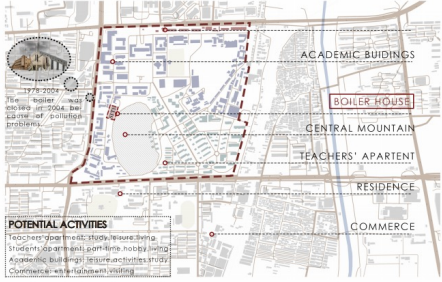 ACADEMIC BUIDINGS
BOILER HOUSE
CENTRAL MOUNTAIN
TEACHERS' APARTENT
RESIDENCE
COMMERCE
1978-2004
The boiler was
closed in 2004 be
cause of pollution
problems.
POTENTIAL ACTIVITIES
Teachers' apartment: study,leisure,living
Students'apartment: part-time,hobby,living
Academic buildings: leisure,activities,study
Commerce: entertainment,visiting